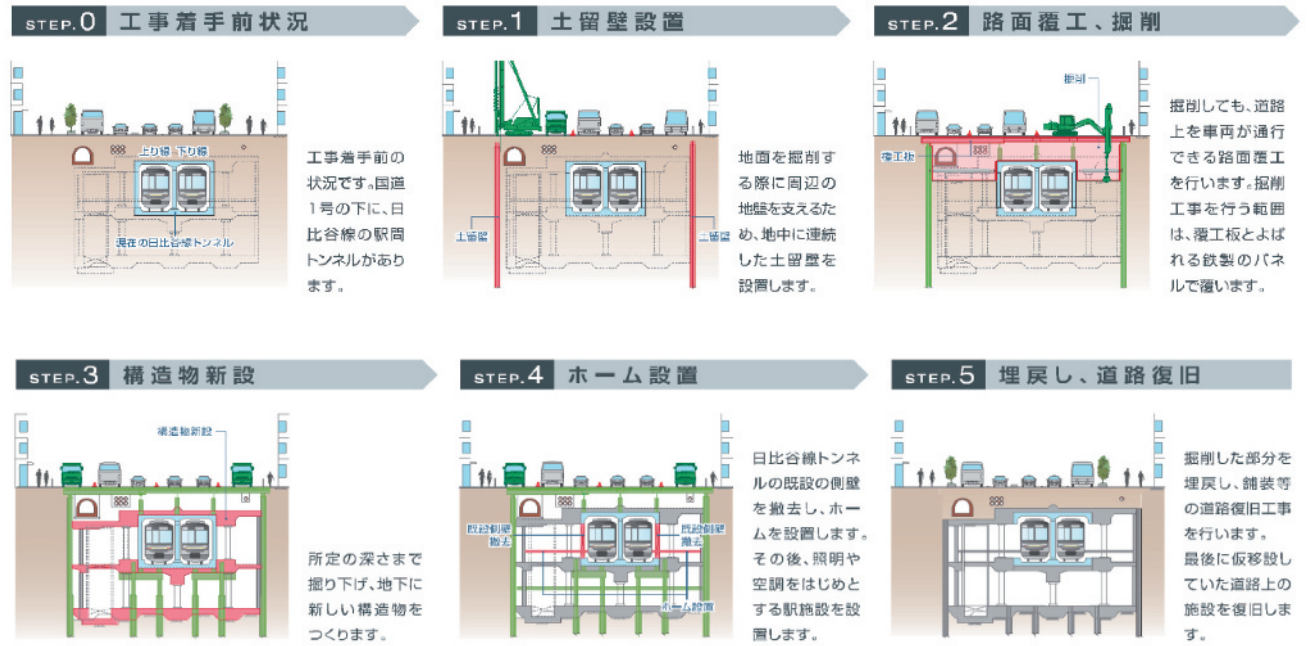 STEP.0 工事着手前状況
上り線 下り線
現在の日比谷線トンネル
工事着手前の
状況です。国道
1号の下に、日
比谷線の駅間
トンネルがあり
ます。
STEP.1 土留壁設置
土留壁
土留壁
地面を掘削す
る際に周辺の
地盤を支えるた
め、地中に連続
した土留壁を
設置します。
STEP.2 路面覆工、掘削
掘削
覆工板
掘削しても、道路
上を車両が通行
できる路面覆工
を行います。掘削
工事を行う範囲
は、覆工板とよば
れる鉄製のパネ
ルで覆います。
STEP.3 構造物新設
構造物新設
所定の深さまで
掘り下げ、地下に
新しい構造物を
つくります。
STEP.4 ホーム設置
既設側壁
撤去
既設側壁
撤去
ホーム設置
日比谷線トンネ
ルの既設の側壁
を撤去し、ホー
ムを設置します。
その後、照明や
空調をはじめと
する駅施設を設
置します。
STEP.5 埋戻し、道路復旧
掘削した部分を
埋戻し、舗装等
の道路復旧工事
を行います。
最後に仮移設し
ていた道路上の
施設を復旧しま
す。